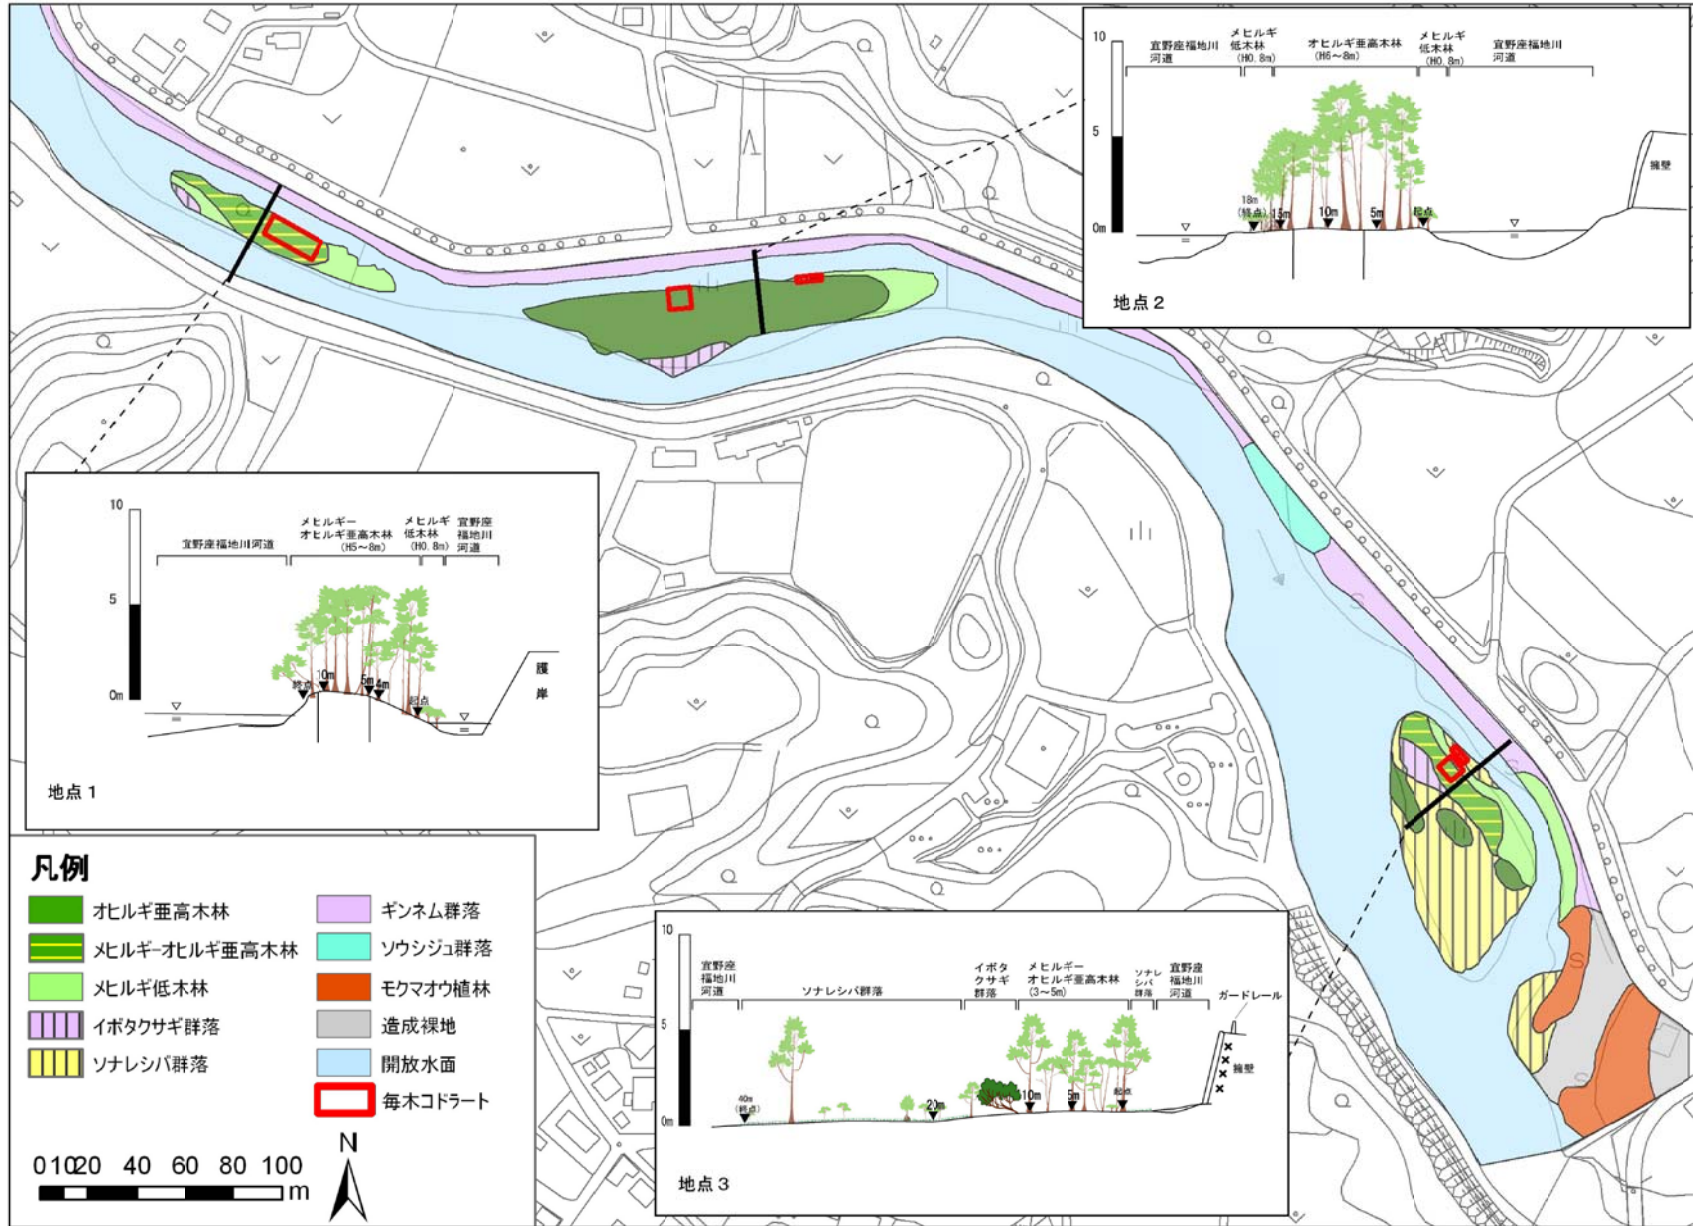 10
5
0m
宜野座福地川
河道
メヒルギ
低木林
(H0.8m)
オヒルギ亜高木林
(H6～8m)
メヒルギ
低木林
(H0.8m)
宜野座福地川
河道
擁壁
18m
(終点)
15m
10m
5m
起点
地点２
10
5
0m
宜野座福地川河道
メヒルギー
オヒルギ亜高木林
(H5～8m)
メヒルギ
低木林
(H0.8m)
宜野座
福地川
河道
護
岸
終点
10m
5m
4m
起点
地点１
10
5
0m
宜野座
福地川
河道
ソナレシバ群落
イボタ
クサギ
群落
メヒルギー
オヒルギ亜高木林
(3～5m)
ソナレ
シバ
群落
宜野座
福地川
河道
ガードレール
擁壁
40m
(終点)
20m
10m
5m
起点
地点３
凡例
オヒルギ亜高木林
メヒルギ-オヒルギ亜高木林
メヒルギ低木林
イボタクサギ群落
ソナレシバ群落
ギンネム群落
ソウシジュ群落
モクマオウ植林
造成裸地
開放水面
毎木コドラート
N
0 10 20 40 60 80 100
m